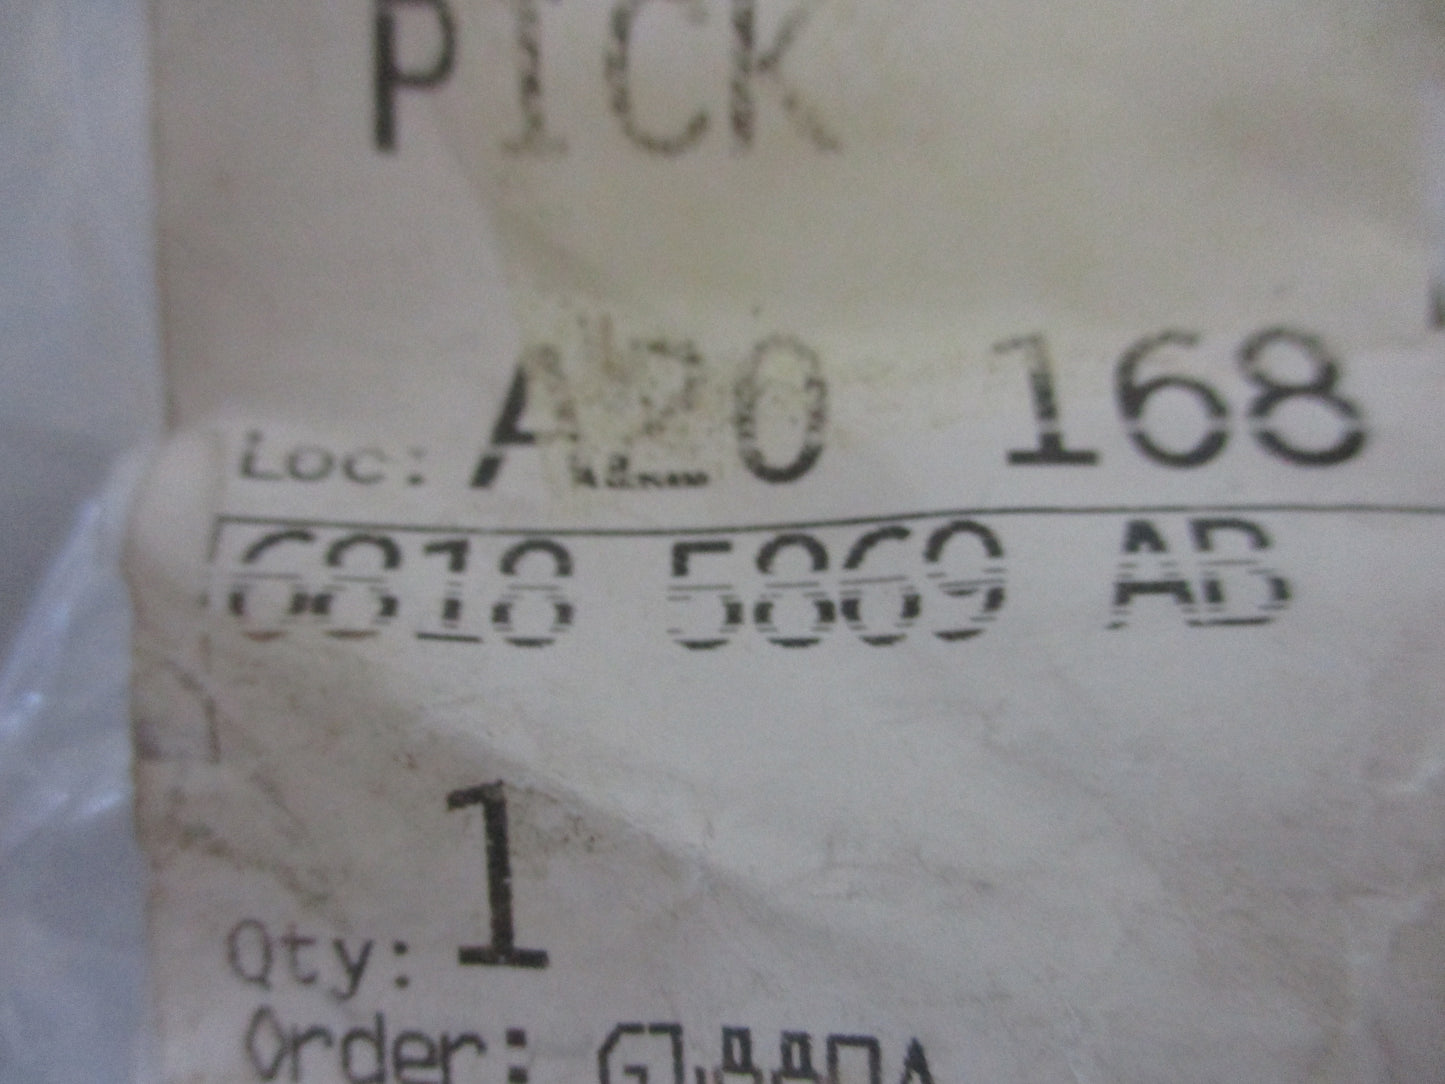 PICK
Loc: A20 168
6818 5869 AB
Qty: 1
Order: